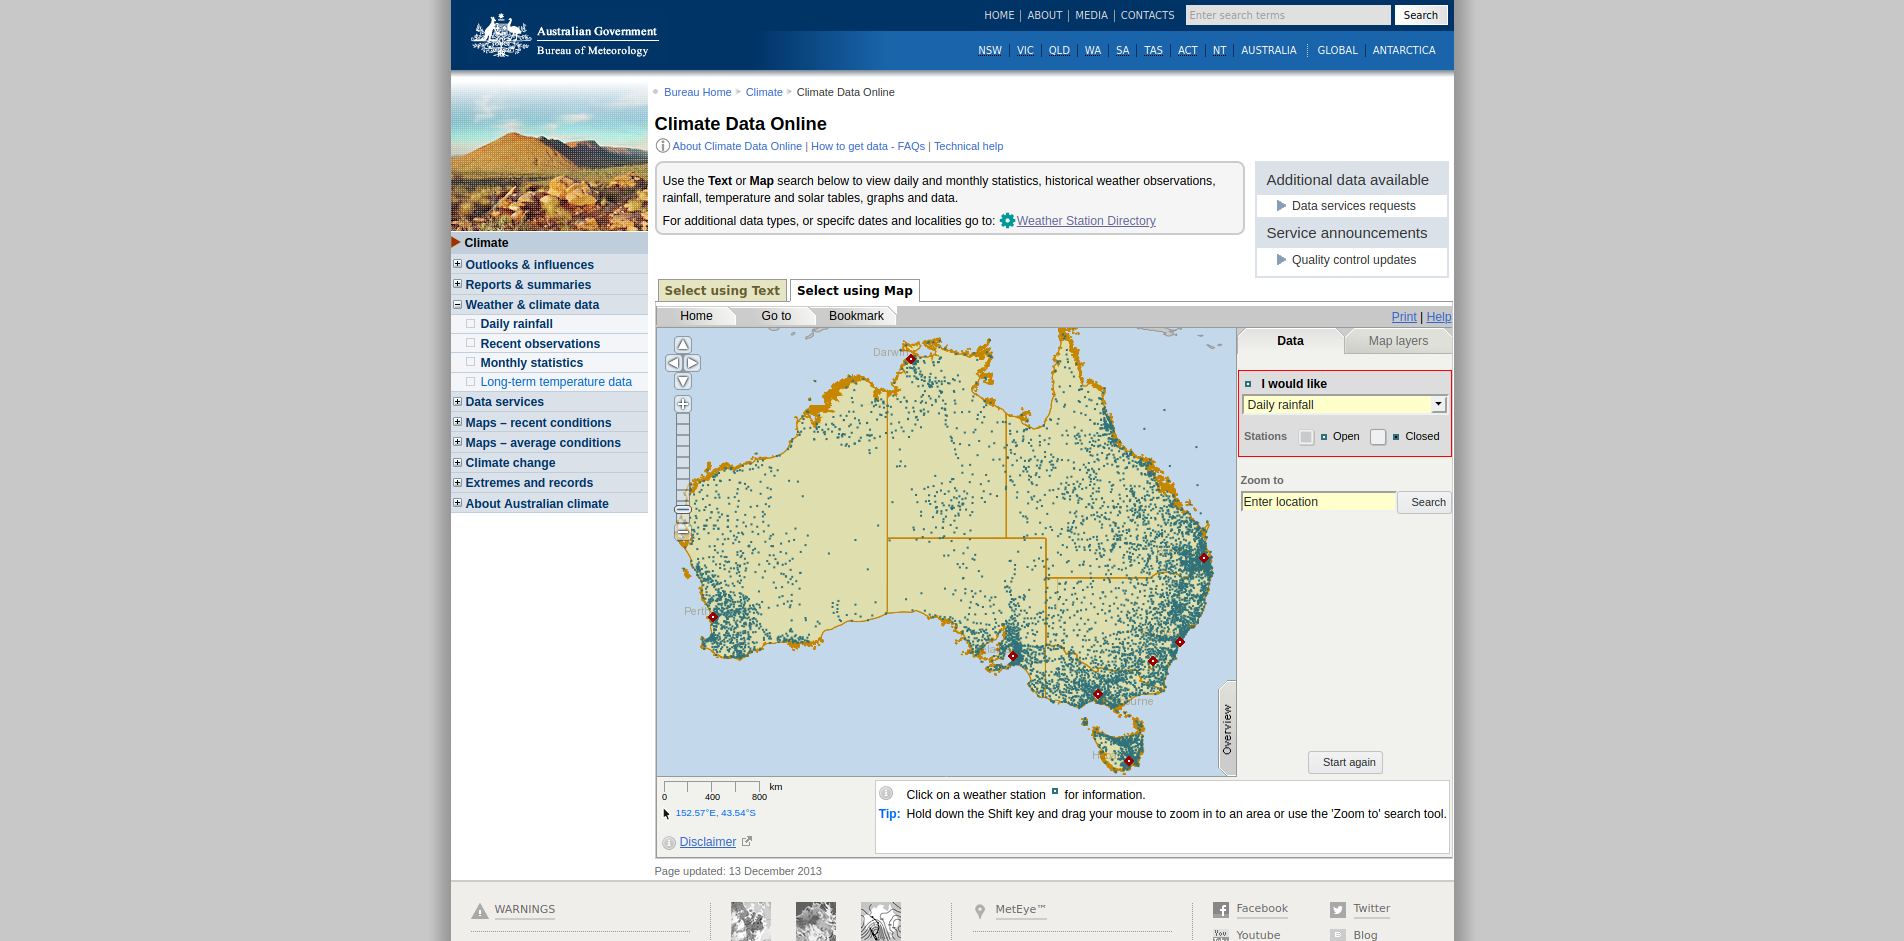 HOME | ABOUT | MEDIA | CONTACTS
Enter search terms
Search
Australian Government
Bureau of Meteorology
NSW | VIC | QLD | WA | SA | TAS | ACT | NT | AUSTRALIA | GLOBAL | ANTARCTICA
Bureau Home
Climate
Climate Data Online
Climate Data Online
About Climate Data Online | How to get data - FAQs | Technical help
Use the Text or Map search below to view daily and monthly statistics, historical weather observations,
rainfall, temperature and solar tables, graphs and data.
For additional data types, or specifc dates and localities go to: Weather Station Directory
Additional data available
Data services requests
Service announcements
Quality control updates
Climate
Outlooks & influences
Reports & summaries
Weather & climate data
Daily rainfall
Recent observations
Monthly statistics
Long-term temperature data
Data services
Maps – recent conditions
Maps – average conditions
Climate change
Extremes and records
About Australian climate
Select using Text
Select using Map
Home
Go to
Bookmark
Print | Help
Darwin
Data
Map layers
I would like
Daily rainfall
Stations
Open
Closed
Zoom to
Enter location
Search
Overview
Start again
0 400 800 km
152.57°E, 43.54°S
Disclaimer
Click on a weather station for information.
Tip: Hold down the Shift key and drag your mouse to zoom in to an area or use the 'Zoom to' search tool.
Page updated: 13 December 2013
WARNINGS
MetEye™
Facebook
Twitter
Youtube
Blog